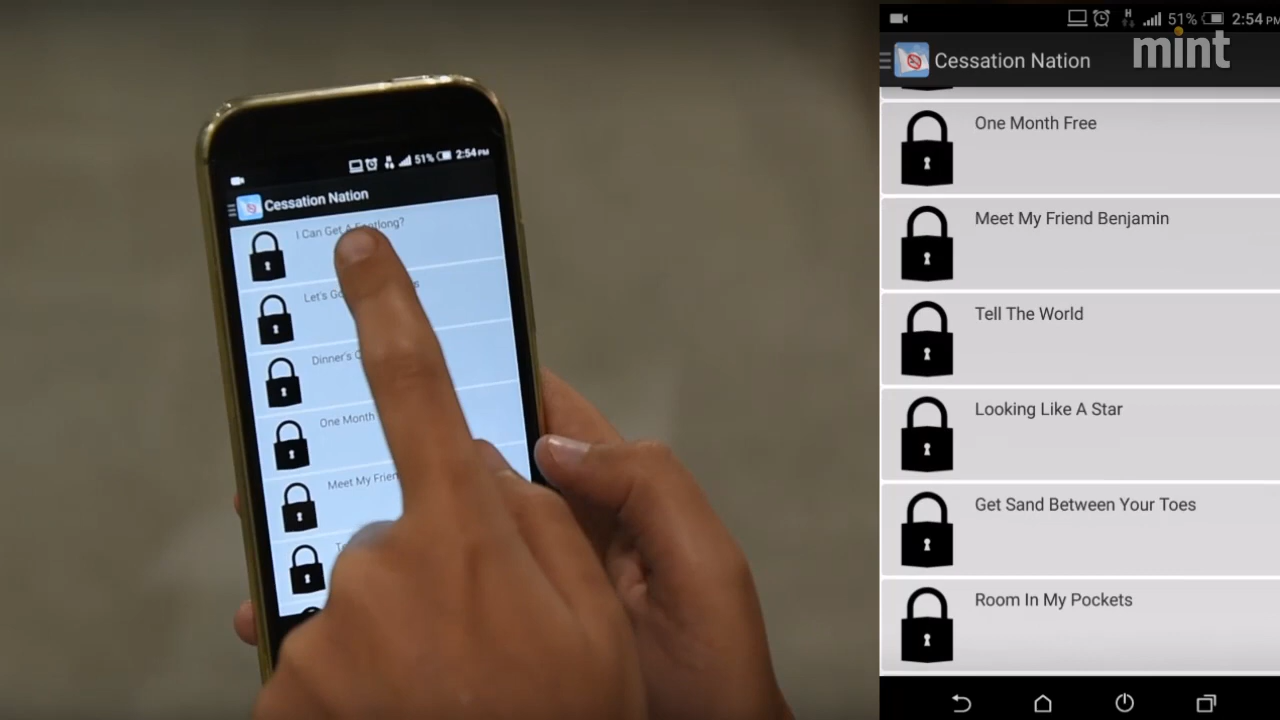 51% 2:54 PM
Cessation Nation
I Can Get A Footlong?
Let's Go
Dinner's
One Month
Meet My
H 51% 2:54 PM
Cessation Nation
mint
One Month Free
Meet My Friend Benjamin
Tell The World
Looking Like A Star
Get Sand Between Your Toes
Room In My Pockets